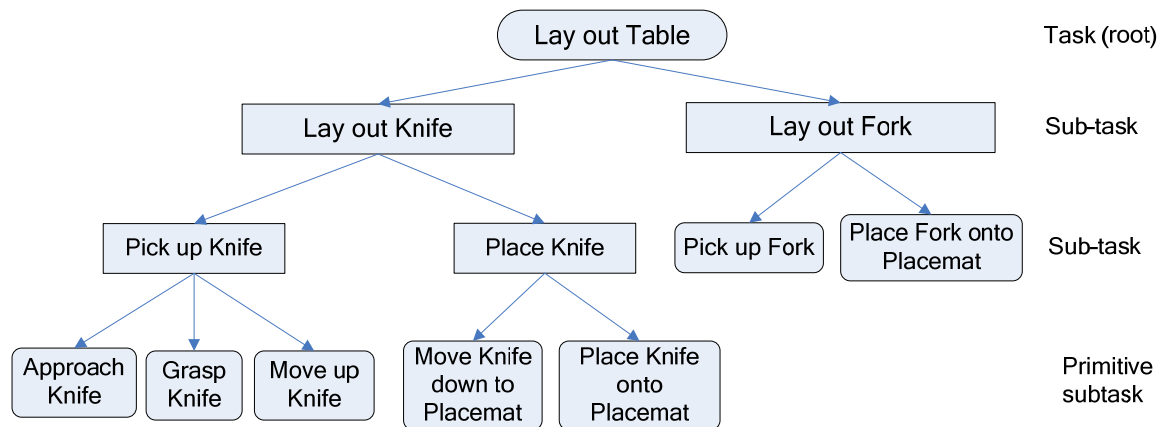 Lay out Table
Task (root)
Lay out Knife
Lay out Fork
Sub-task
Pick up Knife
Place Knife
Pick up Fork
Place Fork onto
Placemat
Sub-task
Approach
Knife
Grasp
Knife
Move up
Knife
Move Knife
down to
Placemat
Place Knife
onto
Placemat
Primitive
subtask